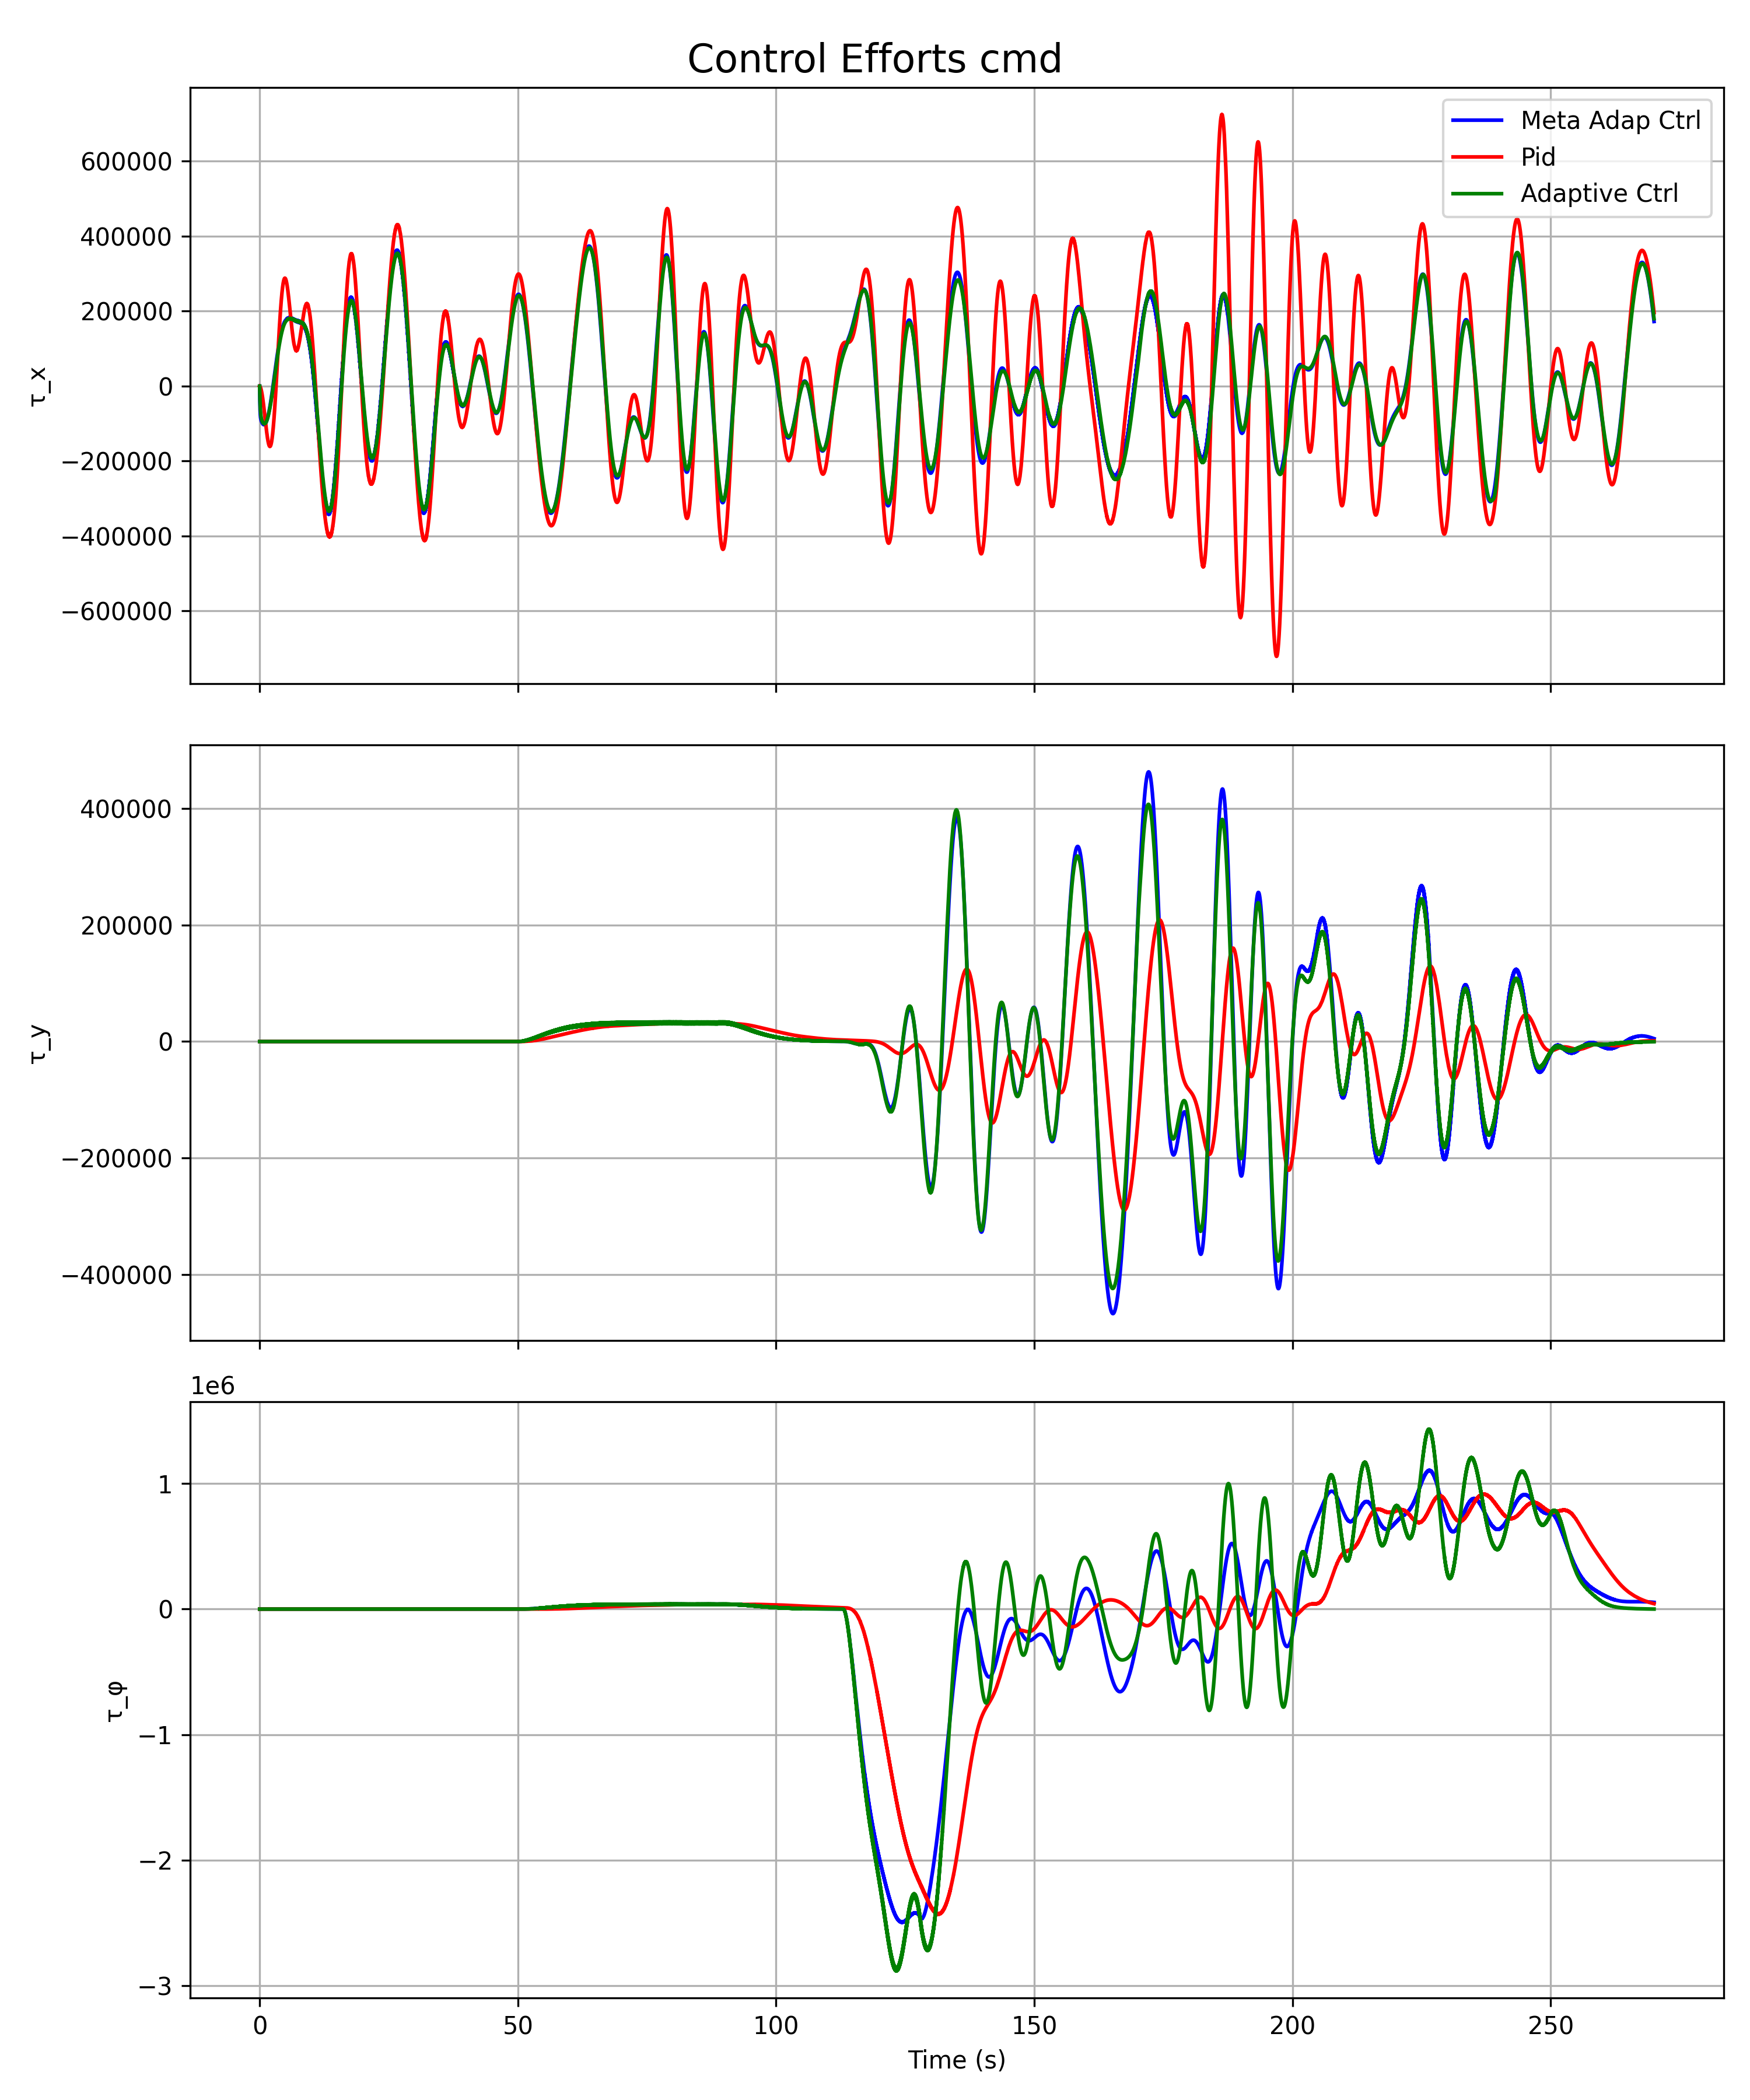 Control Efforts cmd
Meta Adap Ctrl
Pid
Adaptive Ctrl
600000
400000
200000
0
−200000
−400000
−600000
τ_x
400000
200000
0
−200000
−400000
τ_y
1e6
1
0
−1
−2
−3
τ_φ
0 50 100 150 200 250
Time (s)